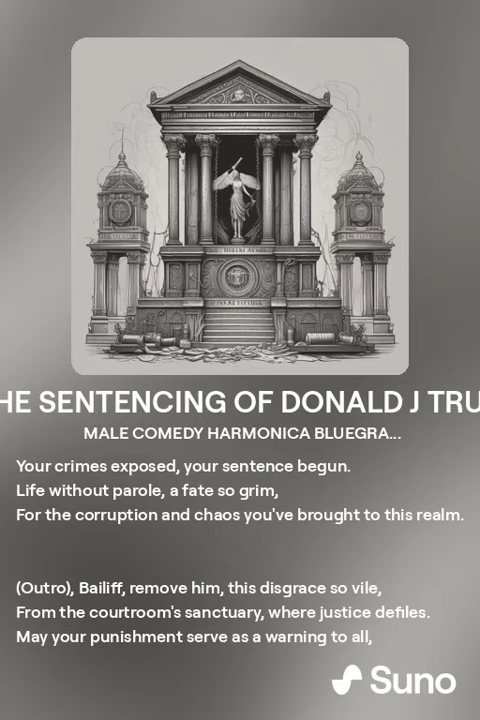 HE SENTENCING OF DONALD J TRU
MALE COMEDY HARMONICA BLUEGRA...
Your crimes exposed, your sentence begun.
Life without parole, a fate so grim,
For the corruption and chaos you've brought to this realm.
(Outro), Bailiff, remove him, this disgrace so vile,
From the courtroom's sanctuary, where justice defiles.
May your punishment serve as a warning to all,
Suno